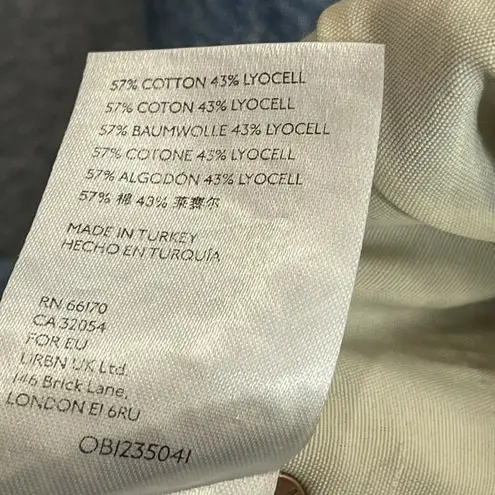 57% COTTON 43% LYOCELL
57% COTON 43% LYOCELL
57% BAUMWOLLE 43% LYOCELL
57% COTONE 43% LYOCELL
57% ALGODÓN 43% LYOCELL
57% 棉 43% 莱赛尔
MADE IN TURKEY
HECHO EN TURQUÍA
RN 66170
CA 32054
FOR EU
URBN UK Ltd.
146 Brick Lane,
LONDON E1 6RU
OB1235041